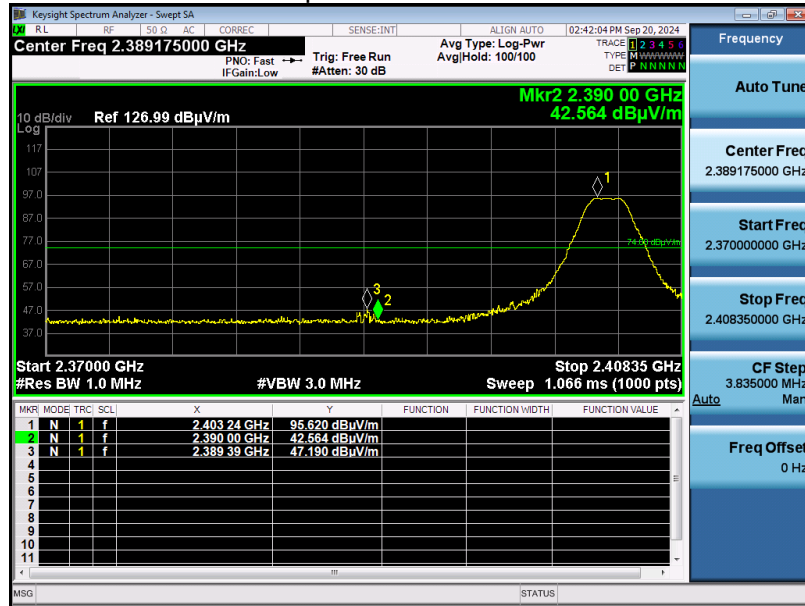 Keysight Spectrum Analyzer - Swept SA
LXI RL RF 50 Ω AC CORREC SENSE:INT ALIGN AUTO 02:42:04 PM Sep 20, 2024
Center Freq 2.389175000 GHz
PNO: Fast
IFGain:Low
Trig: Free Run
#Atten: 30 dB
Avg Type: Log-Pwr
Avg|Hold: 100/100
TRACE 1 2 3 4 5 6
TYPE M WWWWW
DET P N N N N N
Mkr2 2.390 00 GHz
42.564 dBµV/m
10 dB/div Ref 126.99 dBµV/m
Log
117
107
97.0
87.0
77.0
67.0
57.0
47.0
37.0
74.00 dBµV/m
1
3
2
Start 2.37000 GHz Stop 2.40835 GHz
#Res BW 1.0 MHz #VBW 3.0 MHz Sweep 1.066 ms (1000 pts)
MKR MODE TRC SCL X Y FUNCTION FUNCTION WIDTH FUNCTION VALUE
1 N 1 f 2.403 24 GHz 95.620 dBµV/m
2 N 1 f 2.390 00 GHz 42.564 dBµV/m
3 N 1 f 2.389 39 GHz 47.190 dBµV/m
4
5
6
7
8
9
10
11
MSG STATUS
Frequency
Auto Tune
Center Freq
2.389175000 GHz
Start Freq
2.370000000 GHz
Stop Freq
2.408350000 GHz
CF Step
3.835000 MHz
Auto Man
Freq Offset
0 Hz